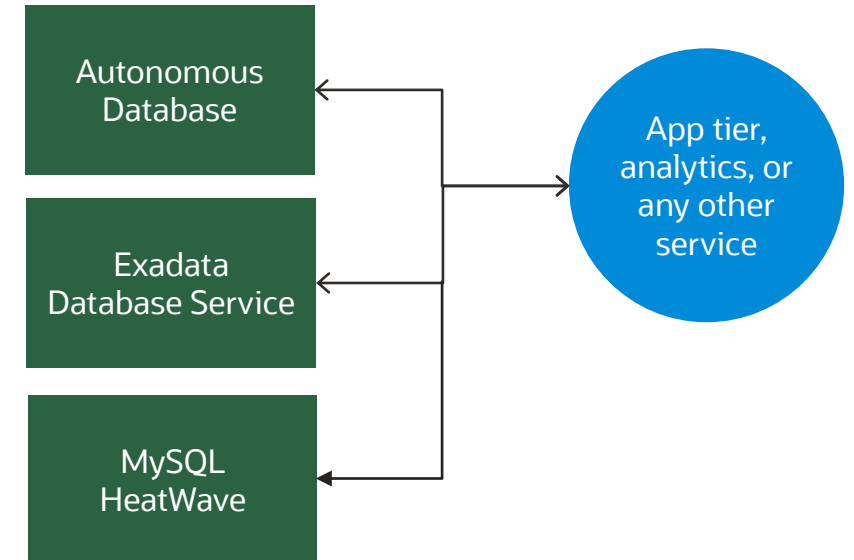 Autonomous
Database
App tier,
analytics, or
any other
service
Exadata
Database Service
MySQL
HeatWave